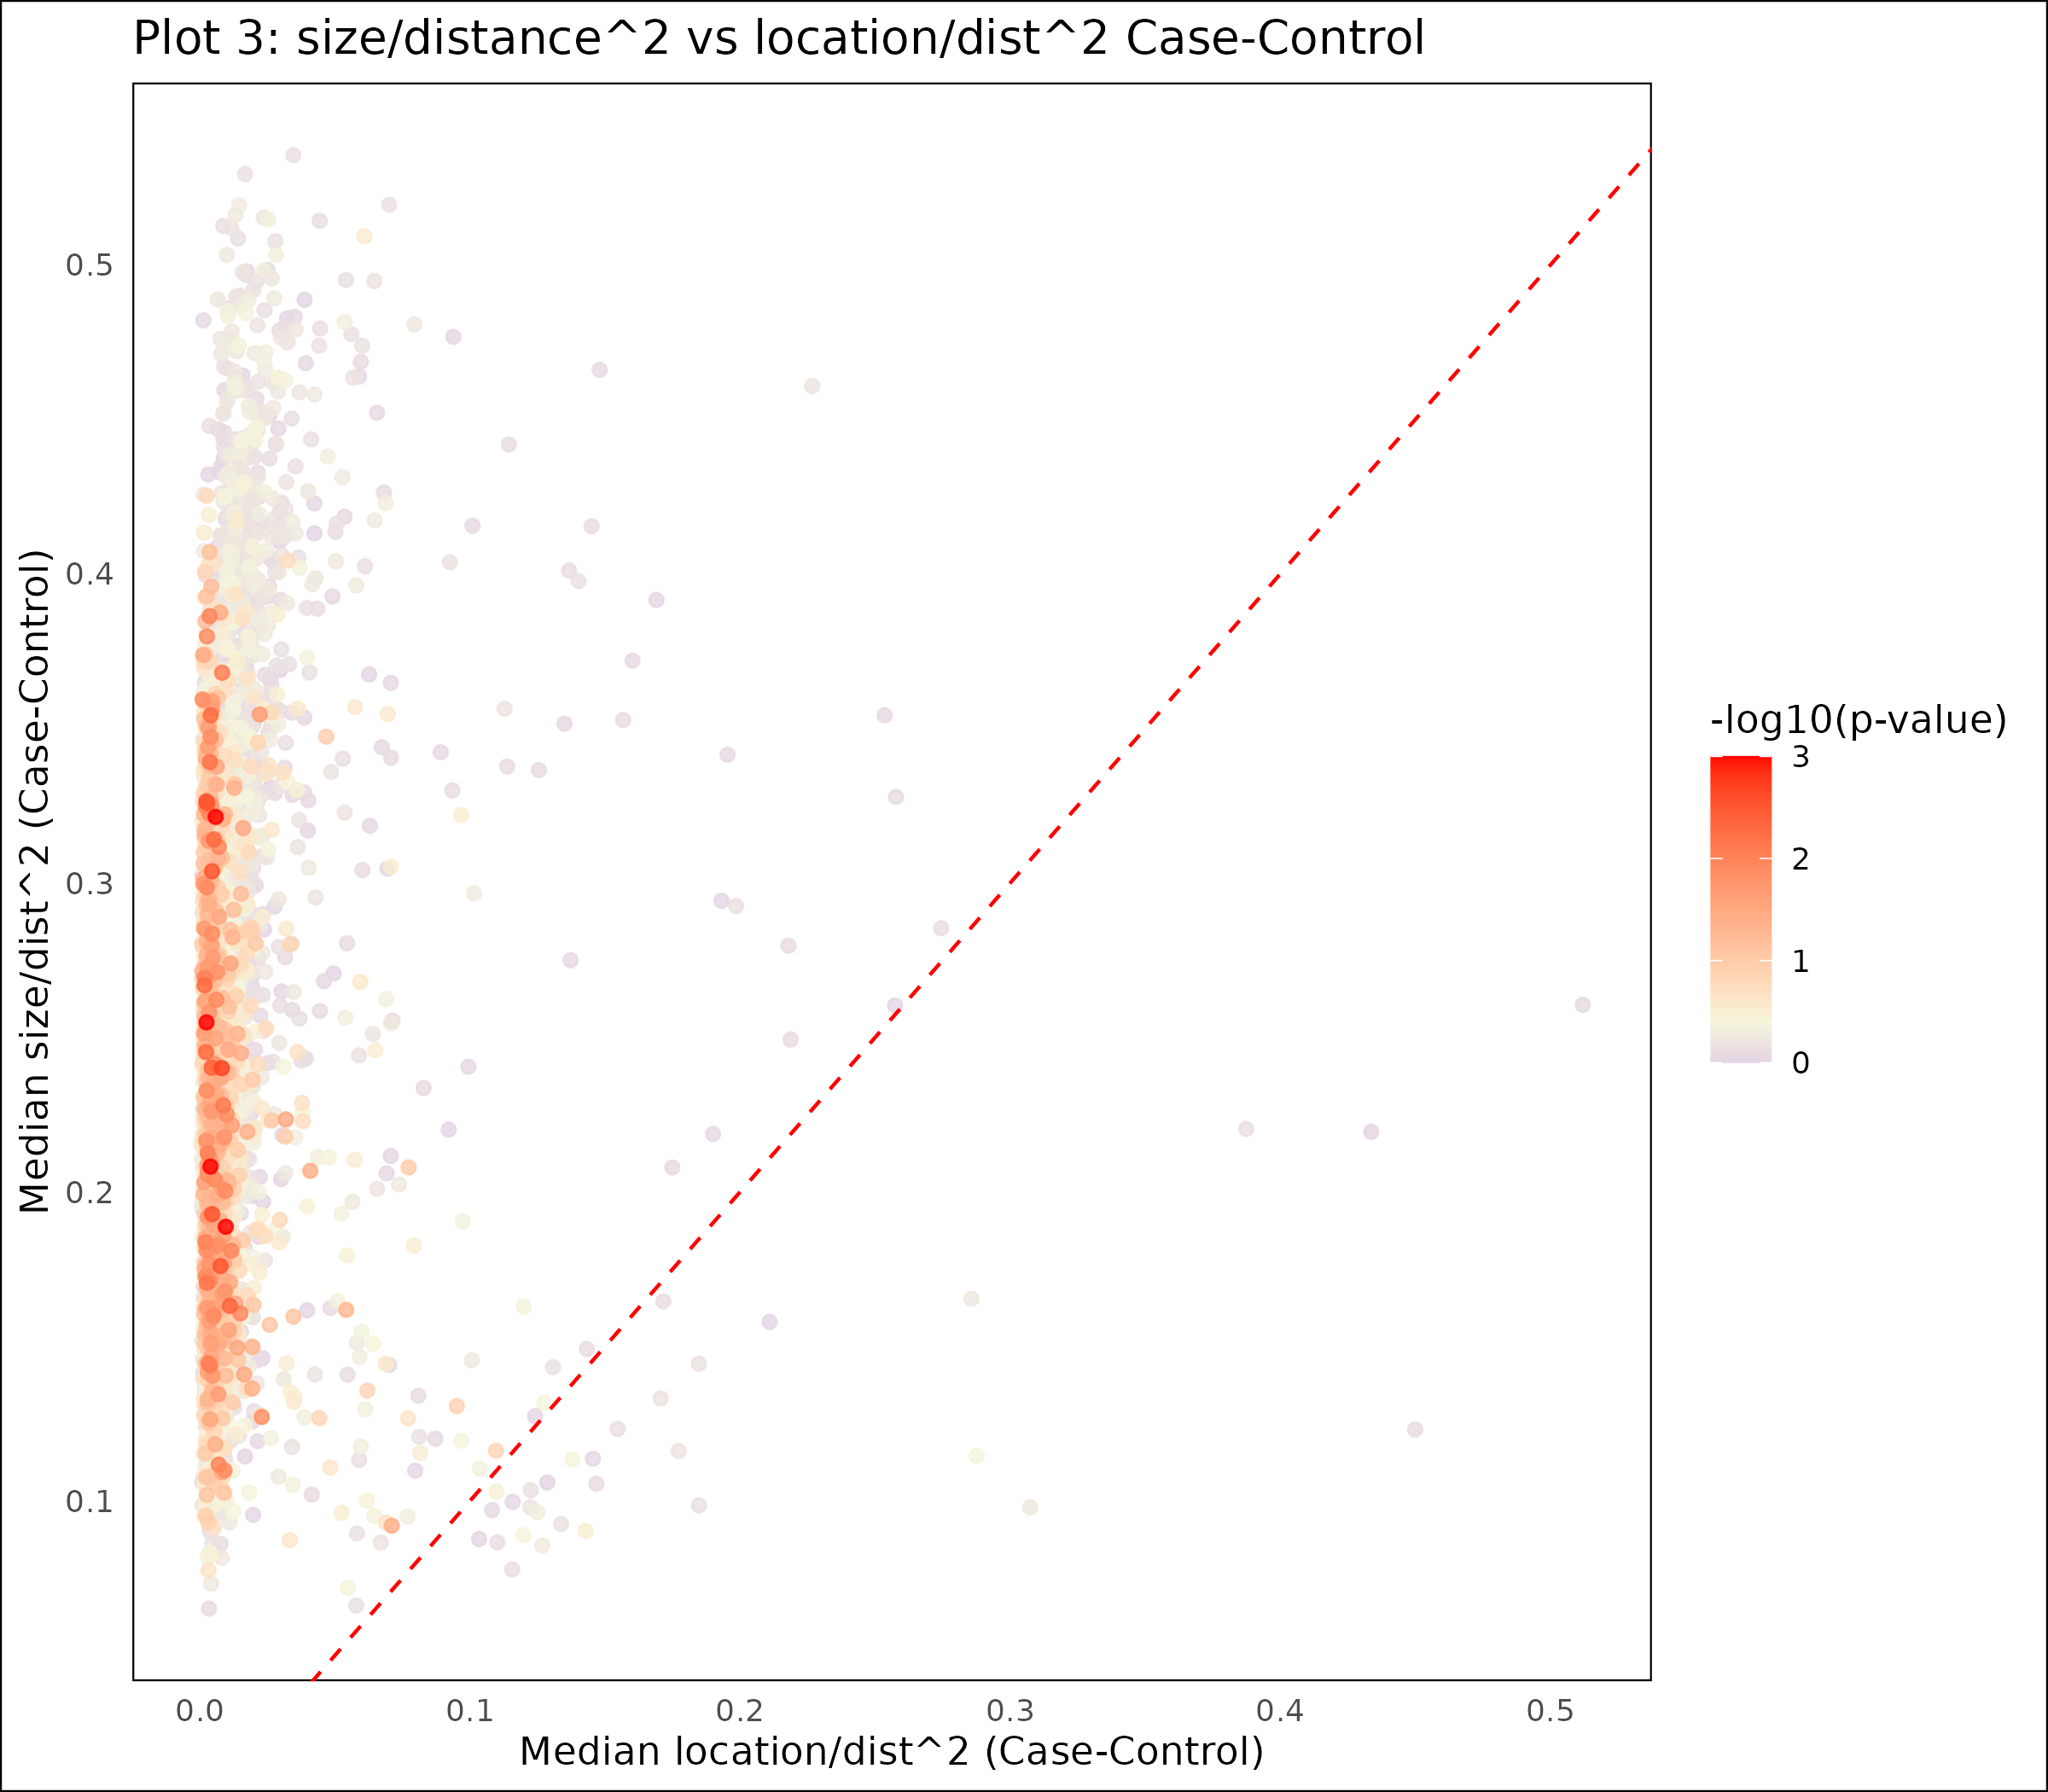 Plot 3: size/distance^2 vs location/dist^2 Case-Control
Median size/dist^2 (Case-Control)
0.5
0.4
0.3
0.2
0.1
0.0 0.1 0.2 0.3 0.4 0.5
Median location/dist^2 (Case-Control)
-log10(p-value)
3
2
1
0